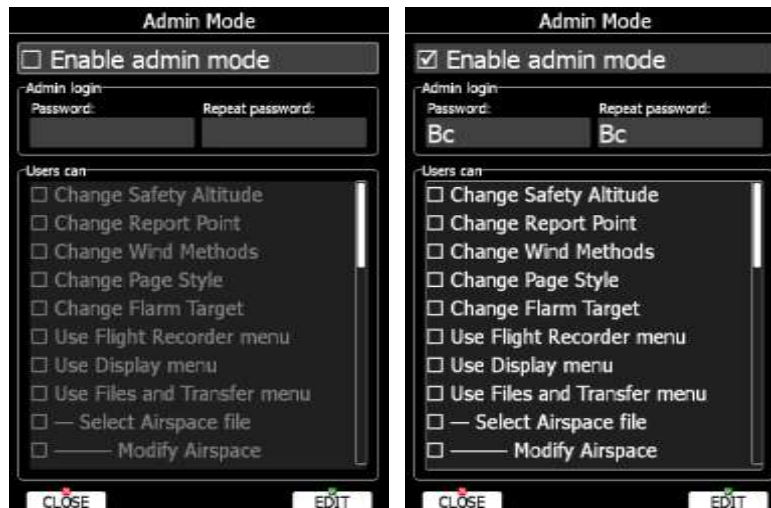 Admin Mode
Enable admin mode
Admin login
Password: Repeat password:
Users can
Change Safety Altitude
Change Report Point
Change Wind Methods
Change Page Style
Change Flarm Target
Use Flight Recorder menu
Use Display menu
Use Files and Transfer menu
— Select Airspace file
——— Modify Airspace
CLOSE EDIT
Admin Mode
Enable admin mode
Admin login
Password: Repeat password:
Bc Bc
Users can
Change Safety Altitude
Change Report Point
Change Wind Methods
Change Page Style
Change Flarm Target
Use Flight Recorder menu
Use Display menu
Use Files and Transfer menu
— Select Airspace file
——— Modify Airspace
CLOSE EDIT